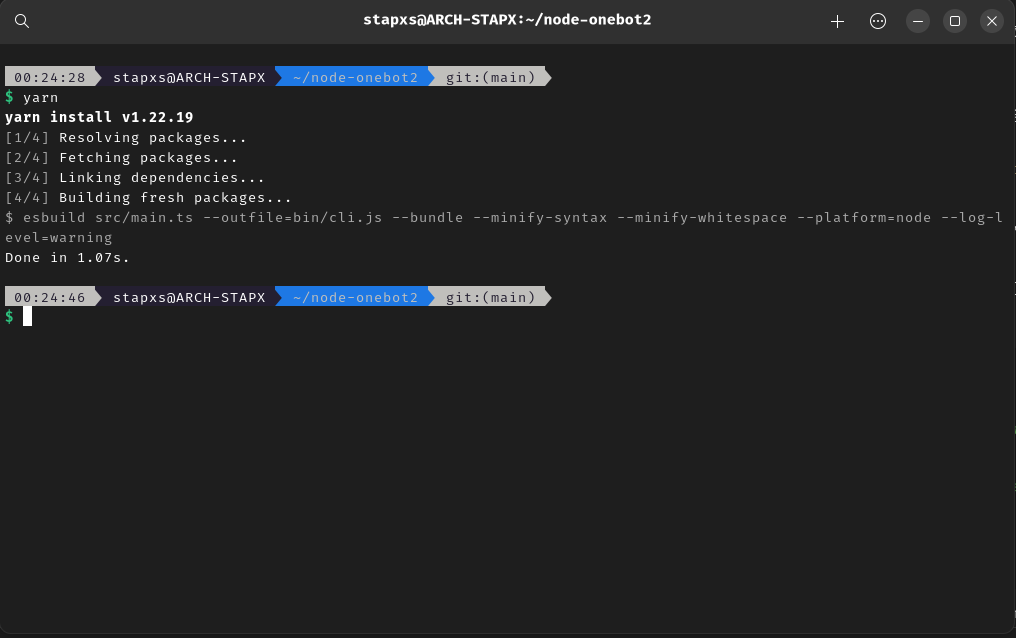 stapxs@ARCH-STAPX:~/node-onebot2
00:24:28 stapxs@ARCH-STAPX ~/node-onebot2 git:(main)
$ yarn
yarn install v1.22.19
[1/4] Resolving packages...
[2/4] Fetching packages...
[3/4] Linking dependencies...
[4/4] Building fresh packages...
$ esbuild src/main.ts --outfile=bin/cli.js --bundle --minify-syntax --minify-whitespace --platform=node --log-l
evel=warning
Done in 1.07s.
00:24:46 stapxs@ARCH-STAPX ~/node-onebot2 git:(main)
$